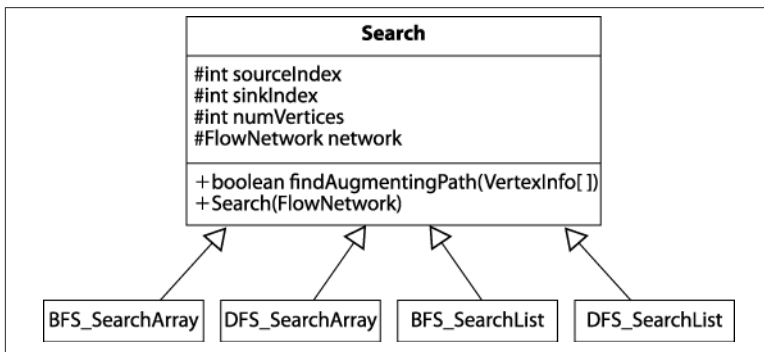 Search
#int sourceIndex
#int sinkIndex
#int numVertices
#FlowNetwork network
+boolean findAugmentingPath(VertexInfo[ ])
+Search(FlowNetwork)
BFS_SearchArray DFS_SearchArray BFS_SearchList DFS_SearchList